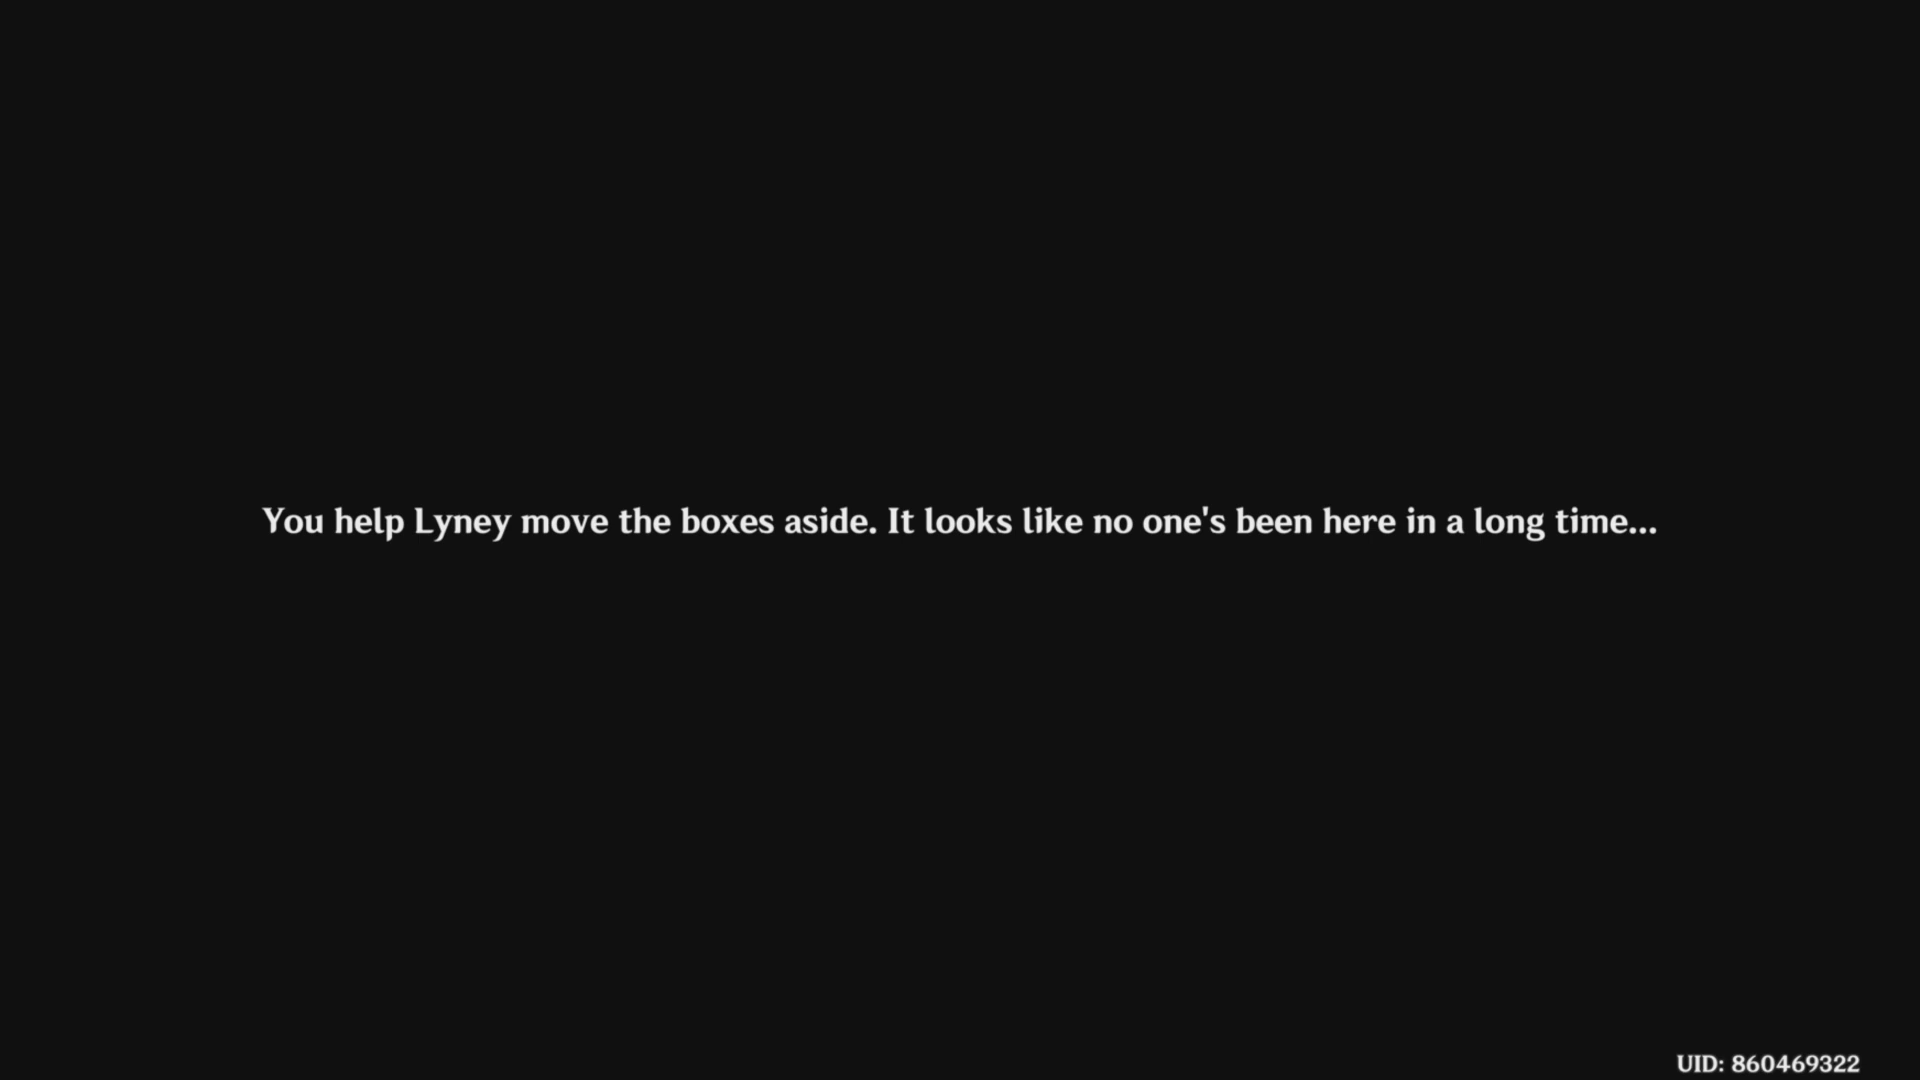 You help Lyney move the boxes aside. It looks like no one's been here in a long time...
UID: 860469322